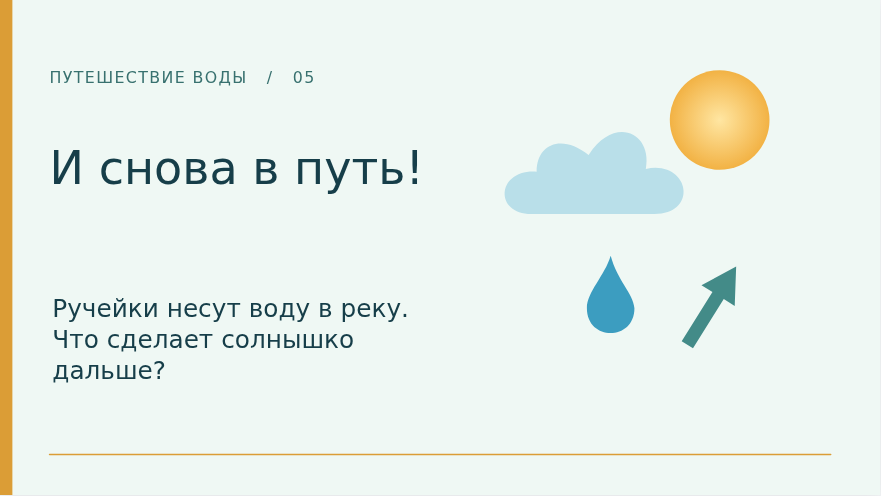 ПУТЕШЕСТВИЕ ВОДЫ / 05
И снова в путь!
Ручейки несут воду в реку.
Что сделает солнышко
дальше?